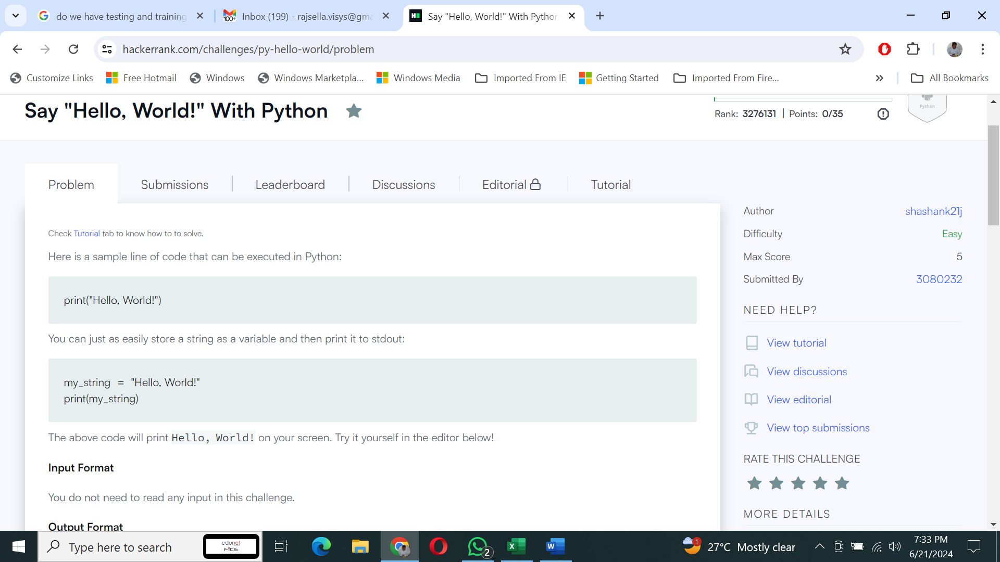 do we have testing and training
Inbox (199) - rajsella.visys@gma
Say "Hello, World!" With Python
hackerrank.com/challenges/py-hello-world/problem
Customize Links
Free Hotmail
Windows
Windows Marketpla...
Windows Media
Imported From IE
Getting Started
Imported From Fire...
»
All Bookmarks
Say "Hello, World!" With Python
Rank: 3276131 | Points: 0/35
Python
Problem
Submissions
Leaderboard
Discussions
Editorial
Tutorial
Check Tutorial tab to know how to to solve.
Here is a sample line of code that can be executed in Python:
print("Hello, World!")
You can just as easily store a string as a variable and then print it to stdout:
my_string = "Hello, World!"
print(my_string)
The above code will print Hello, World! on your screen. Try it yourself in the editor below!
Input Format
You do not need to read any input in this challenge.
Output Format
Author shashank21j
Difficulty Easy
Max Score 5
Submitted By 3080232
NEED HELP?
View tutorial
View discussions
View editorial
View top submissions
RATE THIS CHALLENGE
MORE DETAILS
Type here to search
edunet
FICE
2
1
27°C Mostly clear
7:33 PM
6/21/2024